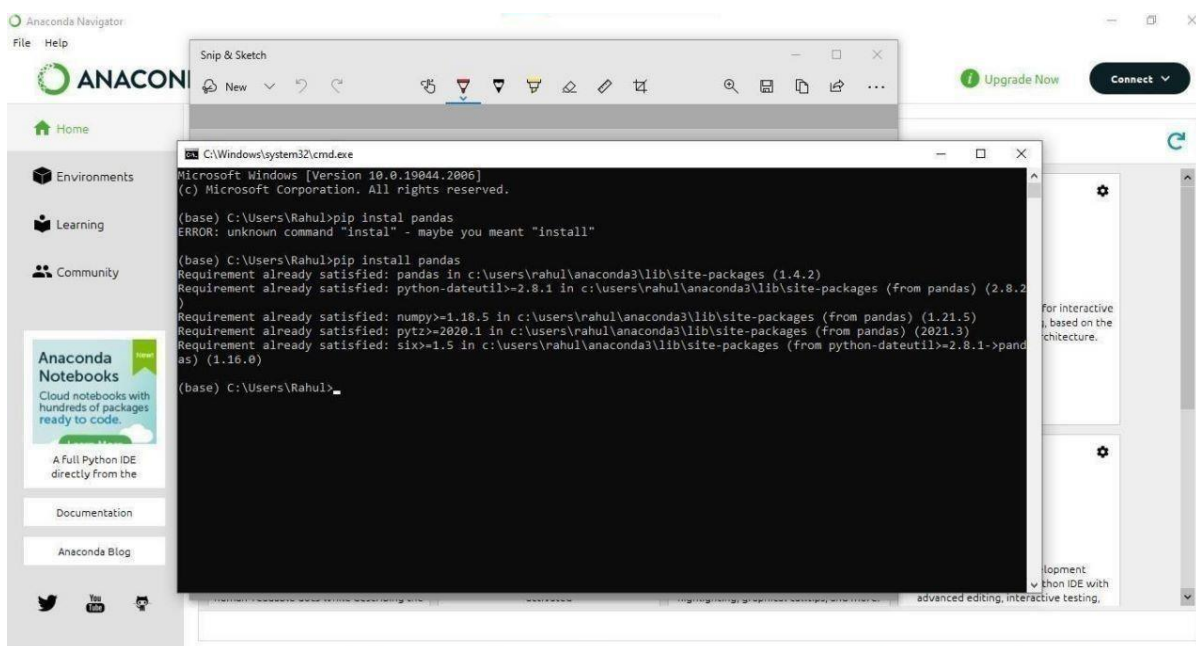 Anaconda Navigator
File Help
ANACON
Upgrade Now
Connect
Snip & Sketch
New
Home
Environments
Learning
Community
C:\Windows\system32\cmd.exe
Microsoft Windows [Version 10.0.19044.2006]
(c) Microsoft Corporation. All rights reserved.
(base) C:\Users\Rahul>pip instal pandas
ERROR: unknown command "instal" - maybe you meant "install"
(base) C:\Users\Rahul>pip install pandas
Requirement already satisfied: pandas in c:\users\rahul\anaconda3\lib\site-packages (1.4.2)
Requirement already satisfied: python-dateutil>=2.8.1 in c:\users\rahul\anaconda3\lib\site-packages (from pandas) (2.8.2
)
Requirement already satisfied: numpy>=1.18.5 in c:\users\rahul\anaconda3\lib\site-packages (from pandas) (1.21.5)
Requirement already satisfied: pytz>=2020.1 in c:\users\rahul\anaconda3\lib\site-packages (from pandas) (2021.3)
Requirement already satisfied: six>=1.5 in c:\users\rahul\anaconda3\lib\site-packages (from python-dateutil>=2.8.1->pand
as) (1.16.0)
(base) C:\Users\Rahul>
for interactive
, based on the
chitecture.
Anaconda
Notebooks
New!
Cloud notebooks with
hundreds of packages
ready to code.
A full Python IDE
directly from the
Documentation
Anaconda Blog
You
Tube
lopment
thon IDE with
advanced editing, interactive testing,